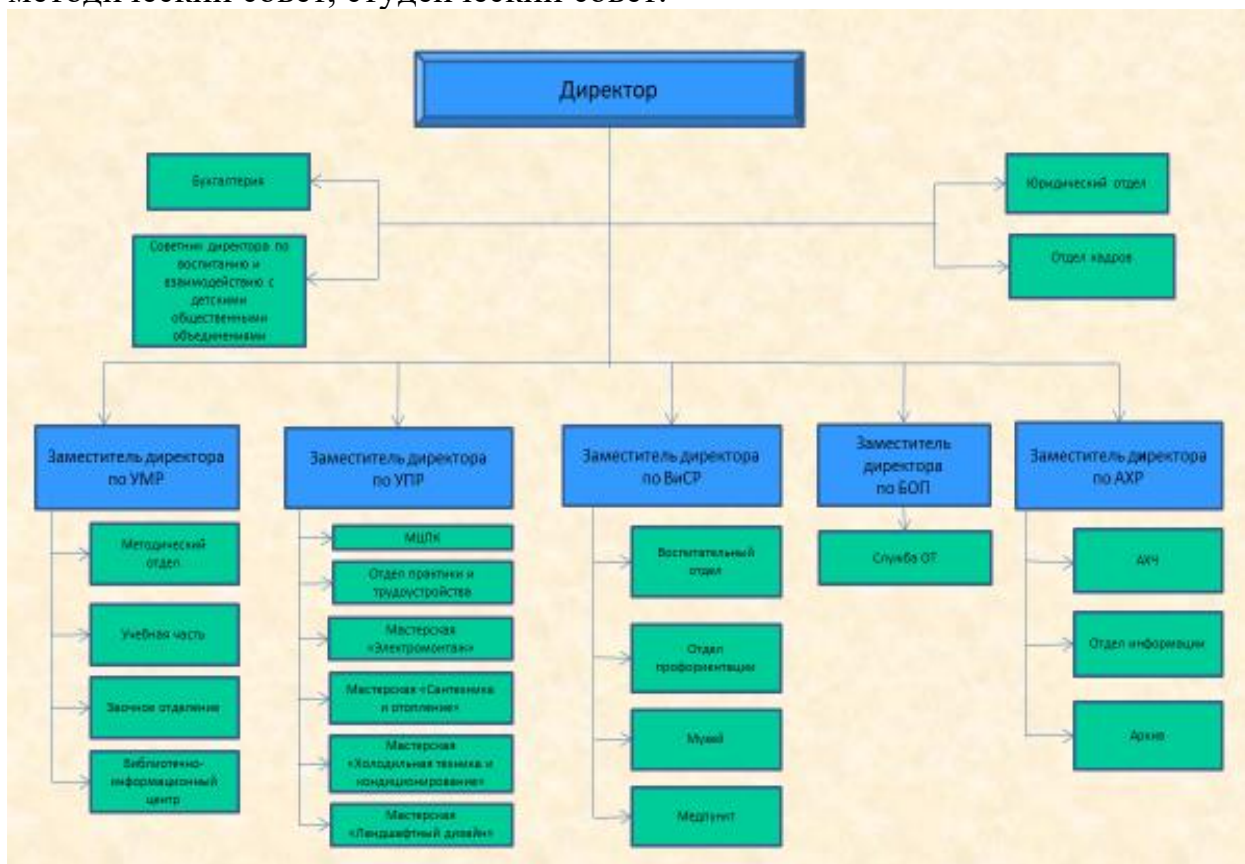 методический совет, студенческий совет.
Директор
Бухгалтерия
Юридический отдел
Советник директора по
воспитанию и
взаимодействию с
детскими
общественными
объединениями
Отдел кадров
Заместитель директора
по УМР
Заместитель директора
по УПР
Заместитель директора
по ВиСР
Заместитель
директора
по БОП
Заместитель директора
по АХР
Методический
отдел
Учебная часть
Заочное отделение
Библиотечно-
информационный
центр
МЦПК
Отдел практики и
трудоустройства
Мастерская
«Электромонтаж»
Мастерская «Сантехника
и отопление»
Мастерская
«Холодильная техника и
кондиционирование»
Мастерская
«Ландшафтный дизайн»
Воспитательный
отдел
Отдел
профориентации
Музей
Медпункт
Служба ОТ
АХЧ
Отдел информации
Архив